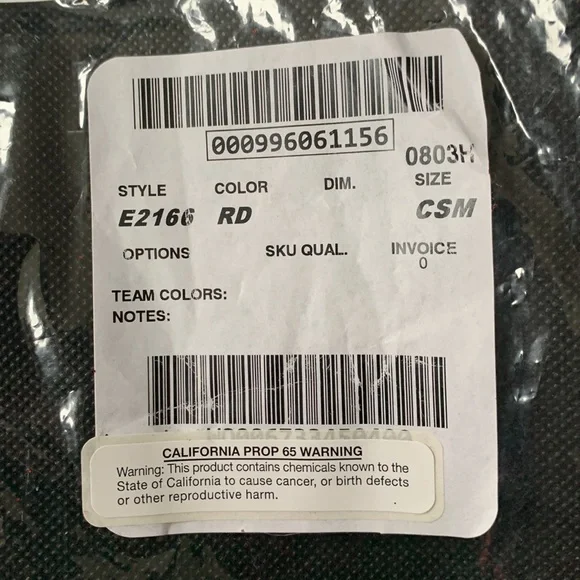 000996061156
0803H
STYLE COLOR DIM. SIZE
E2166 RD CSM
OPTIONS SKU QUAL. INVOICE
0
TEAM COLORS:
NOTES:
CALIFORNIA PROP 65 WARNING
Warning: This product contains chemicals known to the
State of California to cause cancer, or birth defects
or other reproductive harm.